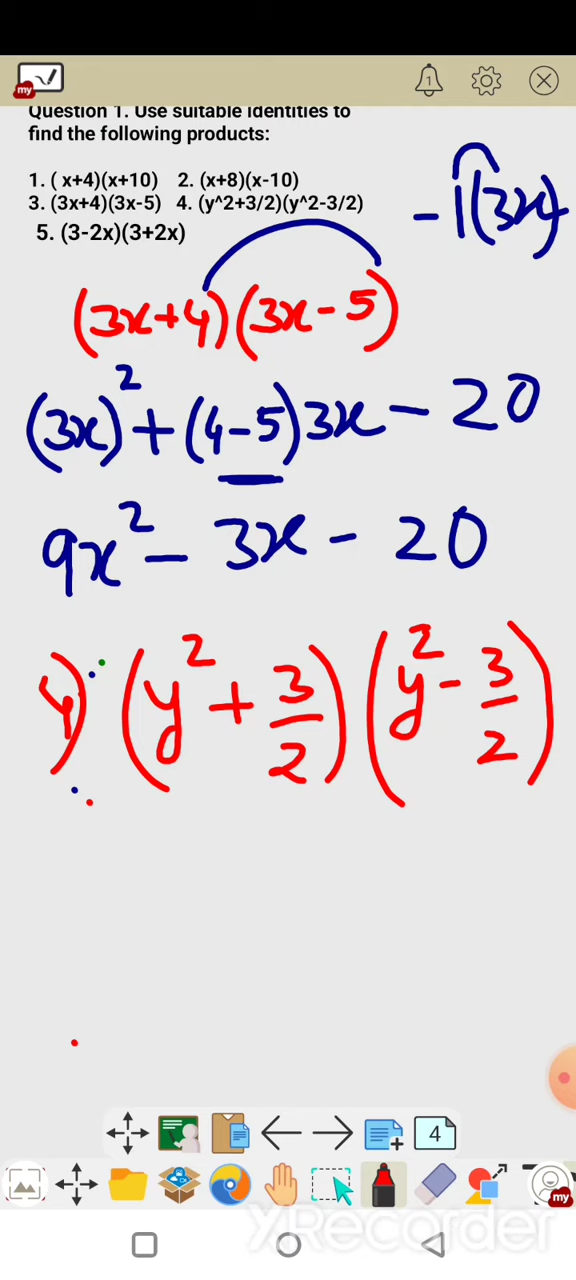 Question 1. Use suitable identities to
find the following products:
1. ( x+4)(x+10) 2. (x+8)(x-10)
3. (3x+4)(3x-5) 4. (y^2+3/2)(y^2-3/2)
5. (3-2x)(3+2x)
-1(3x)
(3x+4)(3x-5)
(3x)² + (4-5)3x - 20
9x² - 3x - 20
4) (y² + 3/2)(y² - 3/2)
4
XRecorder